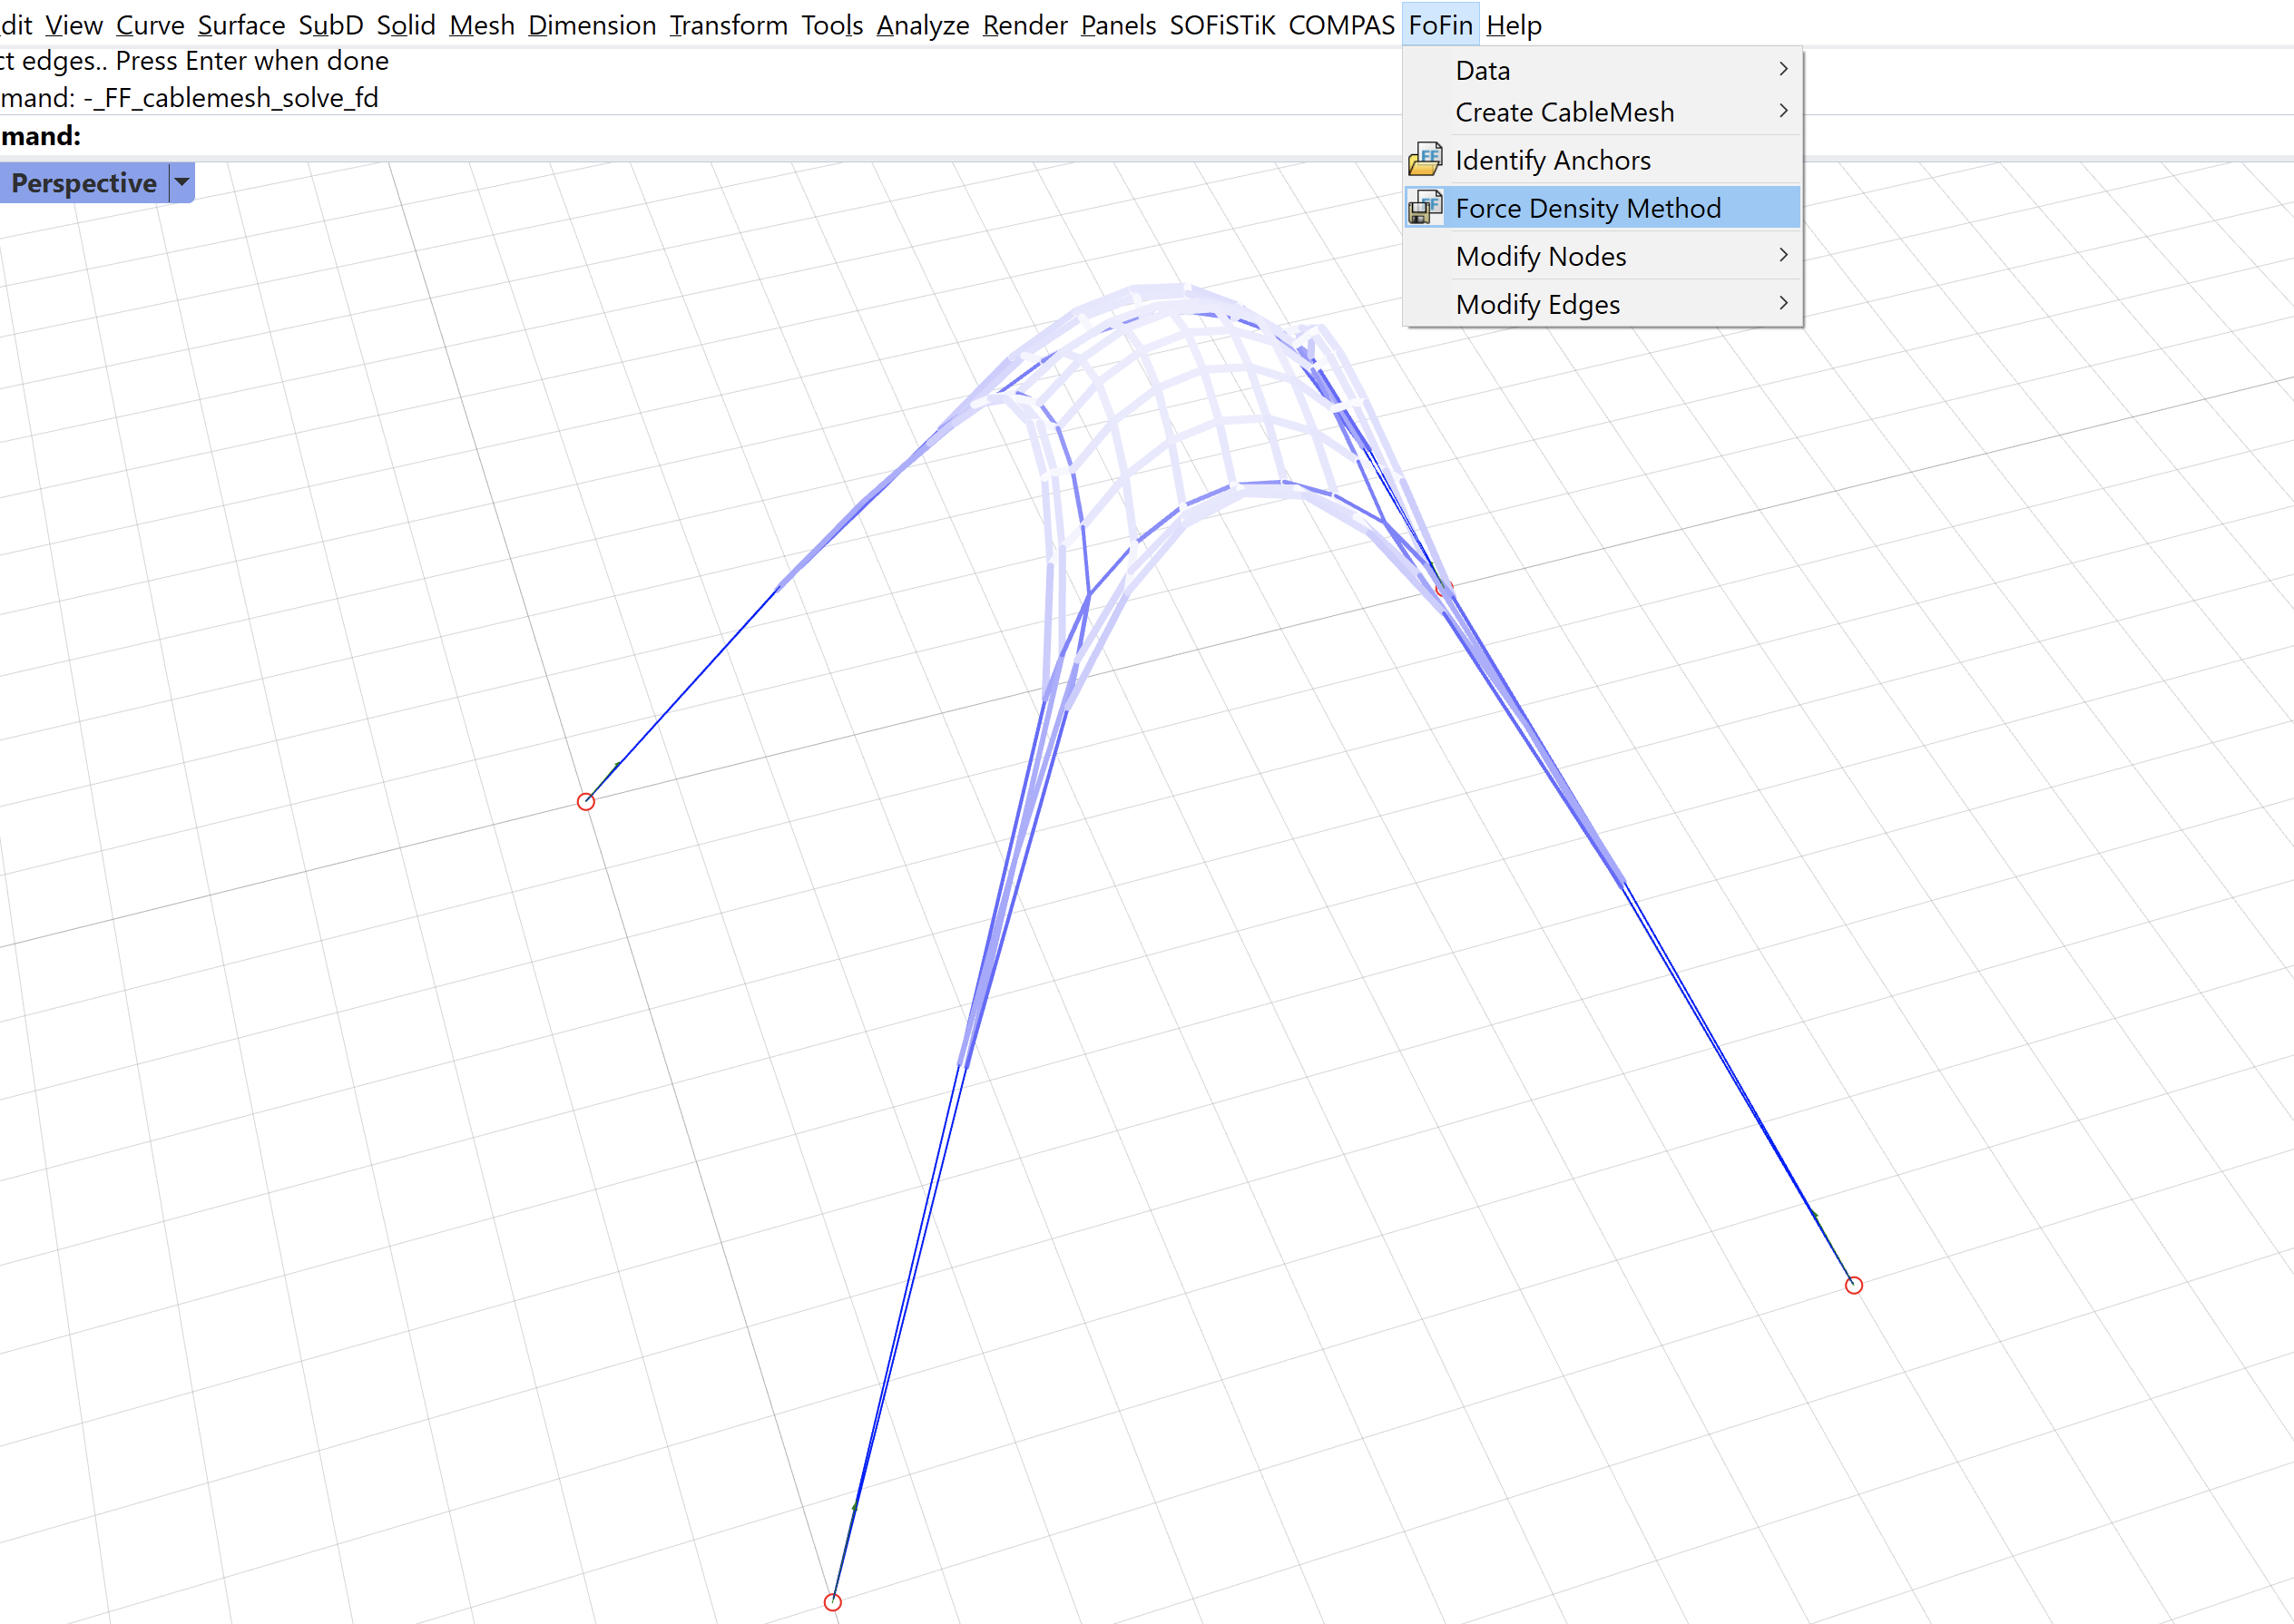 dit View Curve Surface SubD Solid Mesh Dimension Transform Tools Analyze Render Panels SOFiSTiK COMPAS FoFin Help
ct edges.. Press Enter when done
mand: -_FF_cablemesh_solve_fd
mand:
Perspective
Data
Create CableMesh
FF Identify Anchors
FF Force Density Method
Modify Nodes
Modify Edges